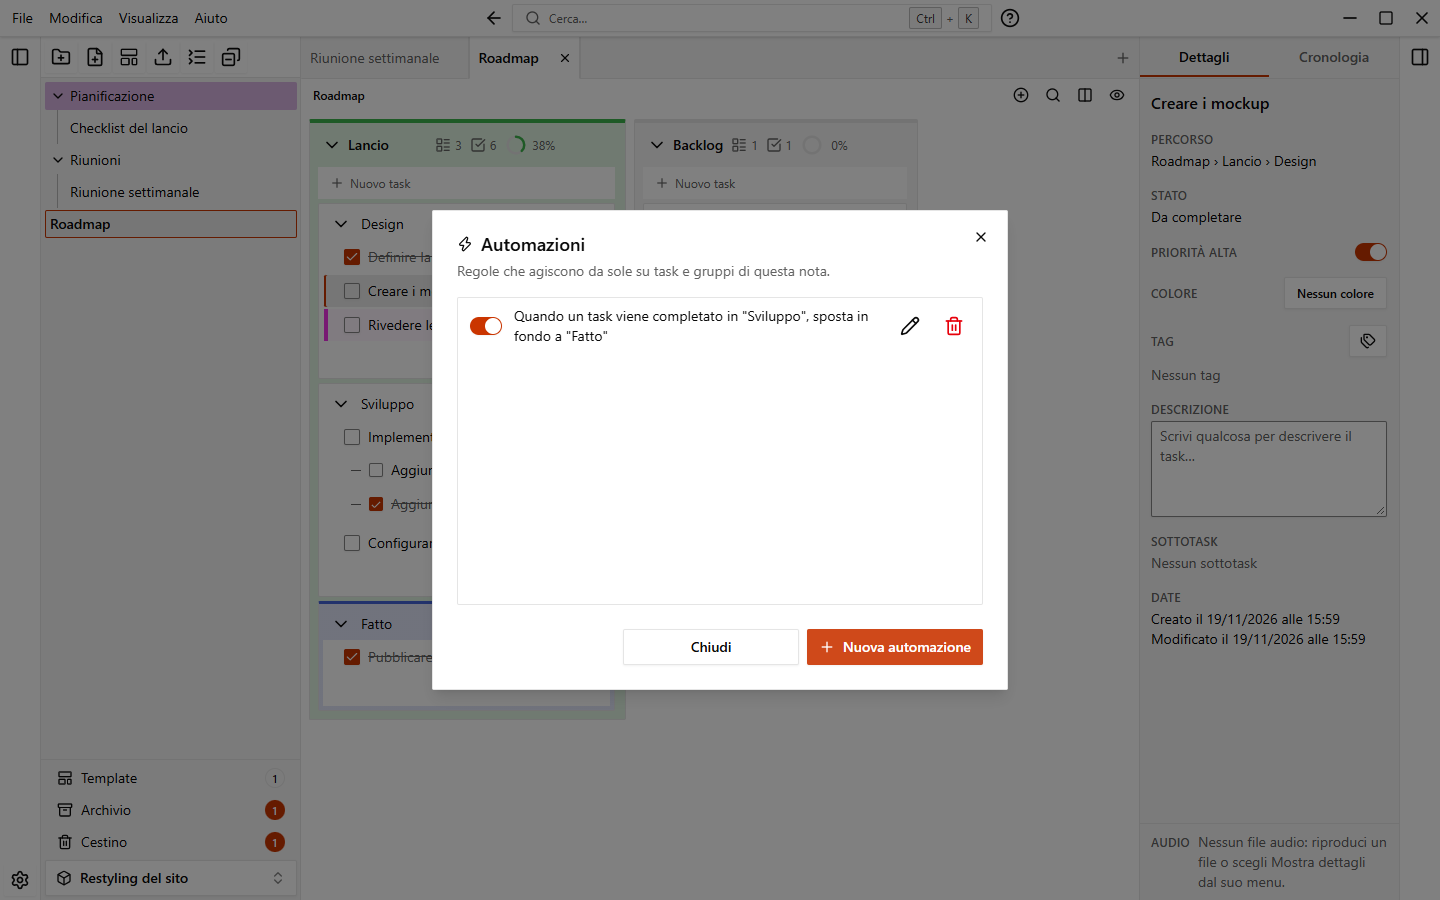 File Modifica Visualizza Aiuto
Cerca...
Ctrl + K
Riunione settimanale
Roadmap
Dettagli
Cronologia
Pianificazione
Checklist del lancio
Riunioni
Riunione settimanale
Roadmap
Roadmap
Lancio 3 6 38%
Nuovo task
Backlog 1 1 0%
Nuovo task
Design
Definire la
Creare i m
Rivedere le
Sviluppo
Implement
Aggiur
Aggiur
Configurar
Fatto
Pubblicare
Automazioni
Regole che agiscono da sole su task e gruppi di questa nota.
Quando un task viene completato in "Sviluppo", sposta in
fondo a "Fatto"
Chiudi
Nuova automazione
Creare i mockup
PERCORSO
Roadmap › Lancio › Design
STATO
Da completare
PRIORITÀ ALTA
COLORE
Nessun colore
TAG
Nessun tag
DESCRIZIONE
Scrivi qualcosa per descrivere il
task...
SOTTOTASK
Nessun sottotask
DATE
Creato il 19/11/2026 alle 15:59
Modificato il 19/11/2026 alle 15:59
AUDIO Nessun file audio: riproduci un
file o scegli Mostra dettagli
dal suo menu.
Template 1
Archivio 1
Cestino 1
Restyling del sito